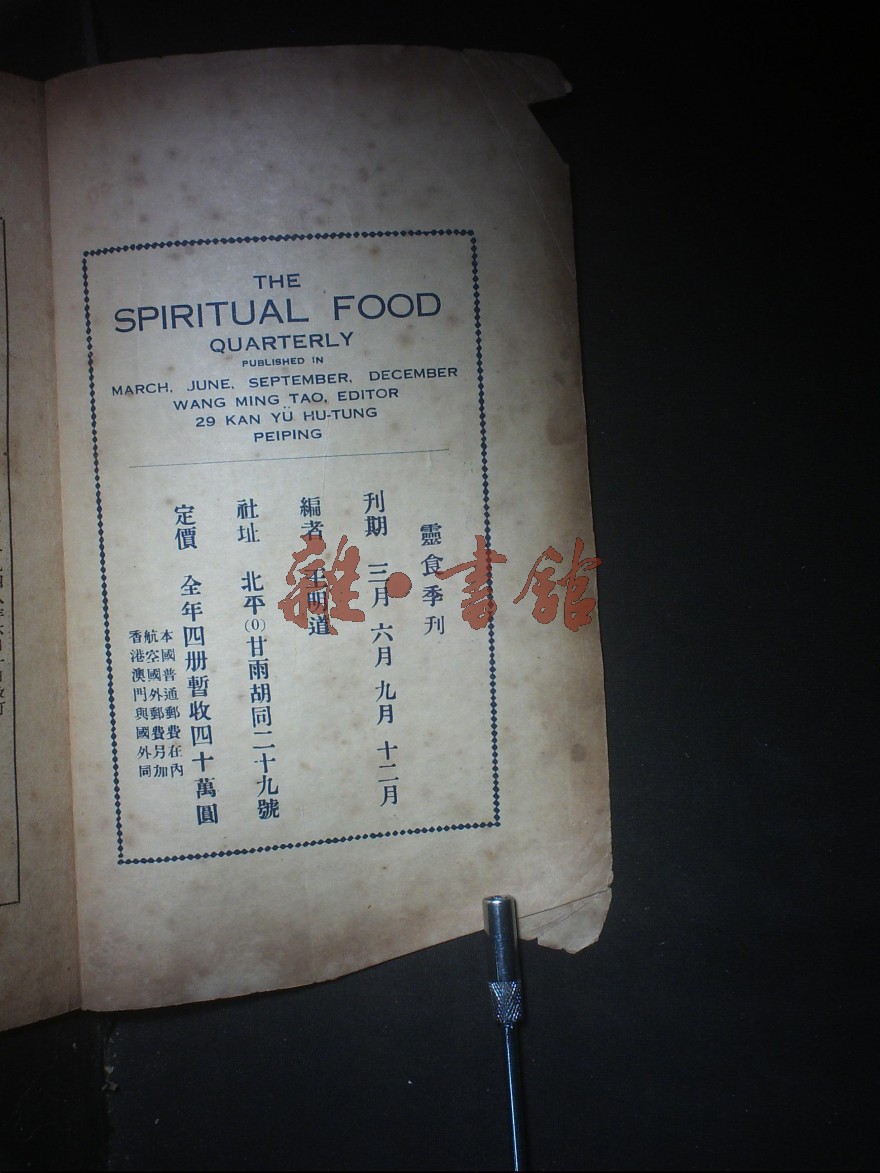 THE
SPIRITUAL FOOD
QUARTERLY
PUBLISHED IN
MARCH, JUNE, SEPTEMBER, DECEMBER
WANG MING TAO, EDITOR
29 KAN YÜ HU-TUNG
PEIPING
靈食季刊
刊期 三月 六月 九月 十二月
編者 王明道
社址 北平(0)甘雨胡同二十九號
定價 全年四册暫收四十萬圓
本國普通郵費在內
航空國外郵費另加
香港澳門與國外同
雜·書館